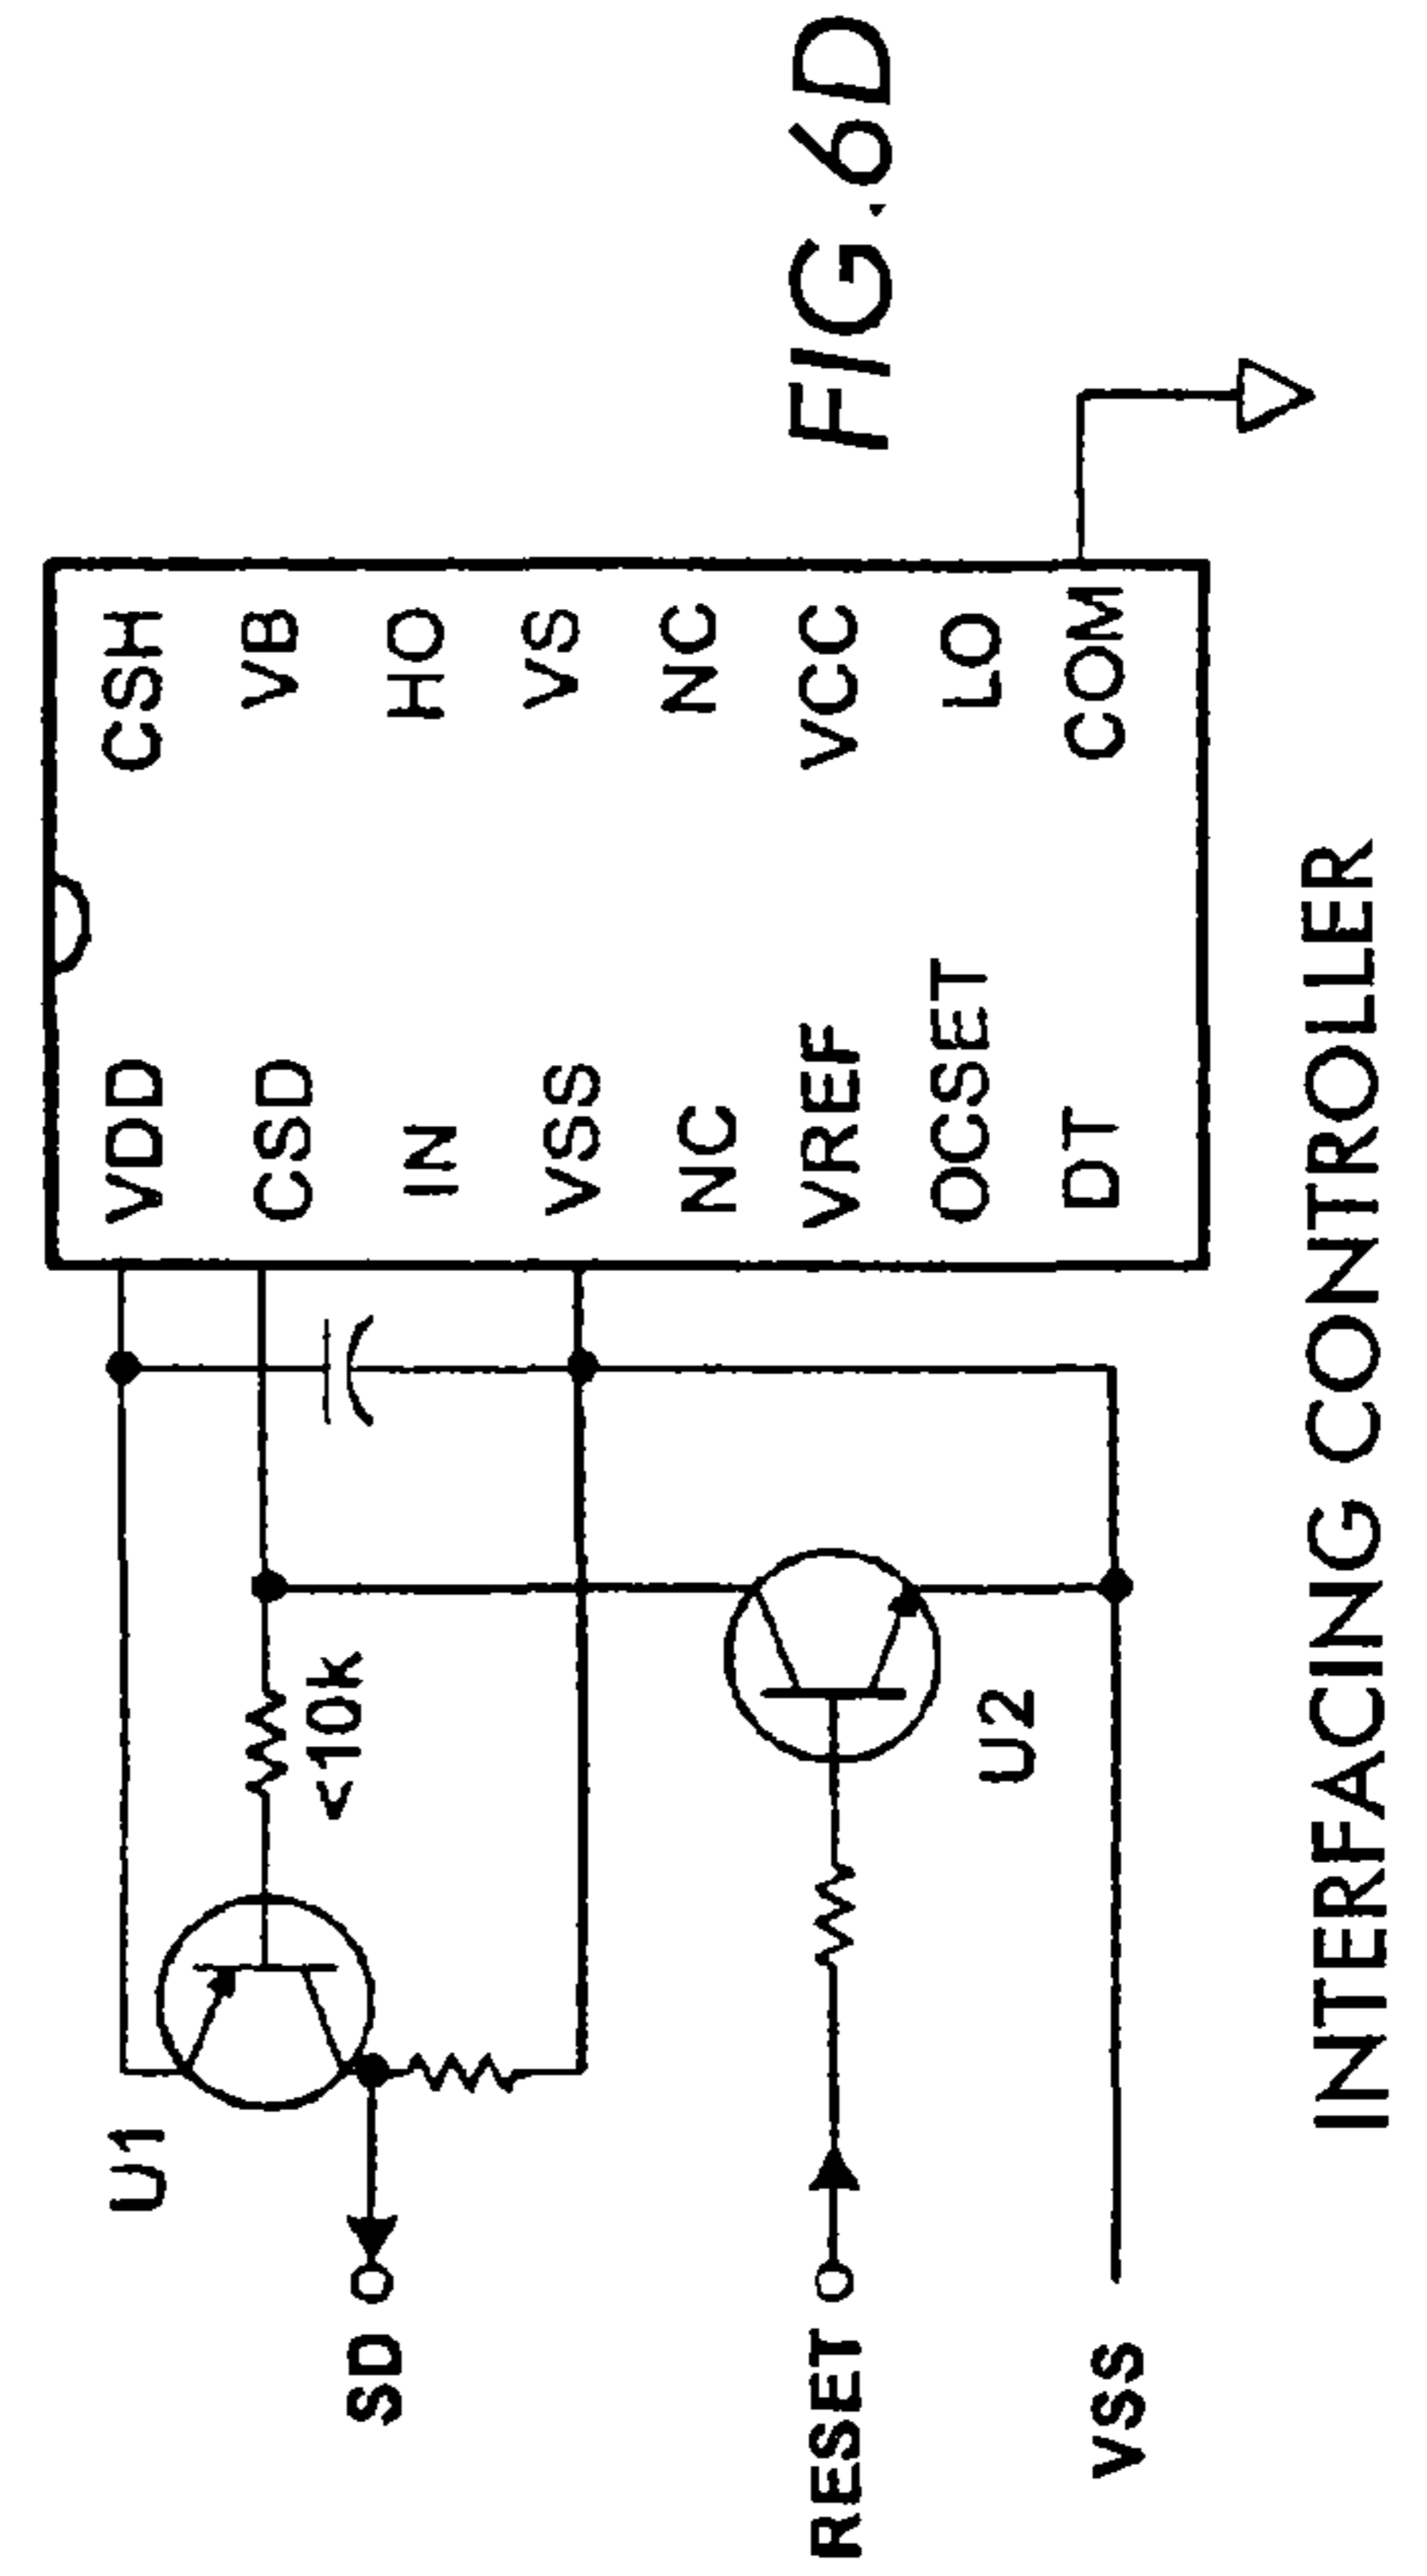 U1
SD
<10k
RESET
U2
VSS
VDD
CSD
IN
VSS
NC
VREF
OCSET
DT
CSH
VB
HO
VS
NC
VCC
LO
COM
INTERFACING CONTROLLER
FIG.6D